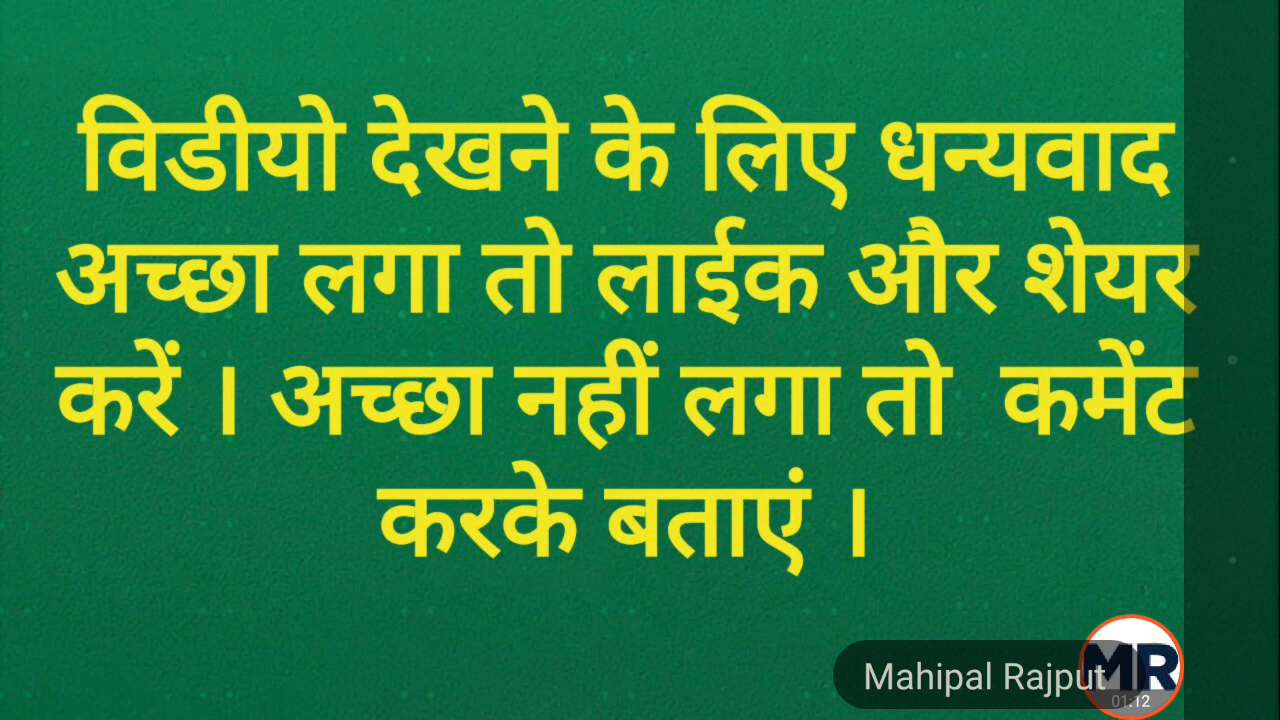 विडीयो देखने के लिए धन्यवाद
अच्छा लगा तो लाईक और शेयर
करें । अच्छा नहीं लगा तो कमेंट
करके बताएं ।
Mahipal Rajput
MR
01:12